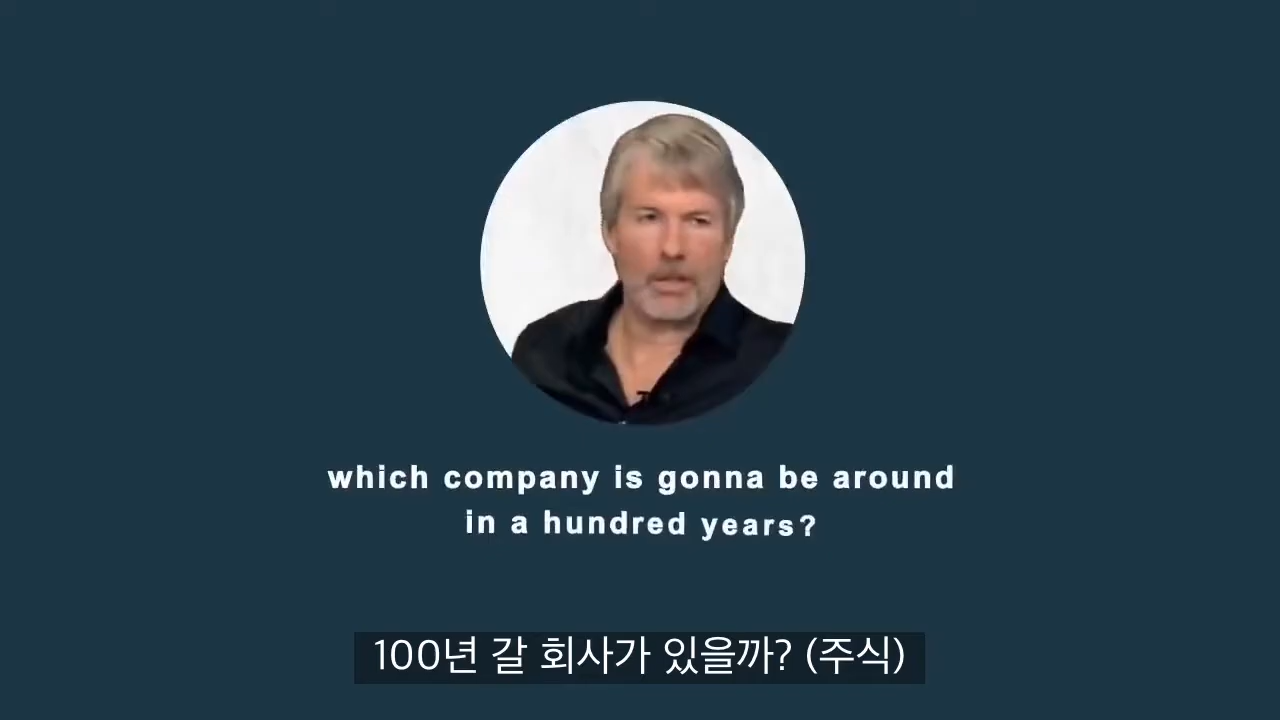 which company is gonna be around
in a hundred years?
100년 갈 회사가 있을까? (주식)